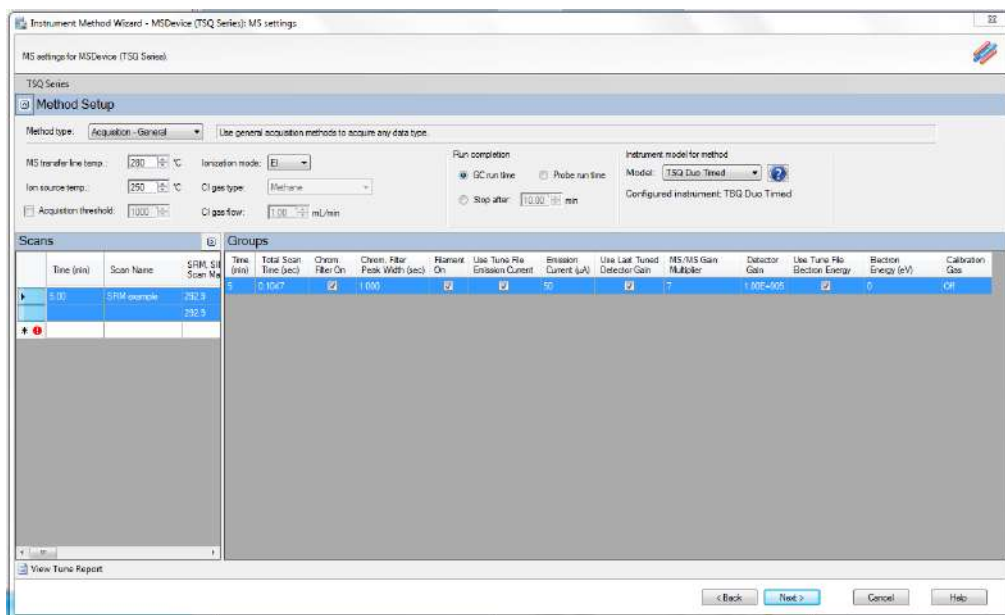 Instrument Method Wizard - MSDevice (TSQ Series): MS settings
MS settings for MSDevice (TSQ Series).
TSQ Series
Method Setup
Method type: Acquisition - General Use general acquisition methods to acquire any data type.
MS transfer line temp.: 280 °C Ionization mode: EI
Ion source temp.: 250 °C CI gas type: Methane
Acquisition threshold: 1000 CI gas flow: 1.00 mL/min
Run completion
GC run time Probe run time
Stop after 10.00 min
Instrument model for method
Model: TSQ Duo Timed
Configured instrument: TSQ Duo Timed
Scans
Time (min) Scan Name SRM, SI
Scan Ma
5.00 SRM example 292.9
292.9
Groups
Time (min) Total Scan Time (sec) Chrom. Filter On Chrom. Filter Peak Width (sec) Filament On Use Tune File Emission Current Emission Current (µA) Use Last Tuned Detector Gain MS/MS Gain Multiplier Detector Gain Use Tune File Electron Energy Electron Energy (eV) Calibration Gas
5 0.1047 1.000 50 7 1.00E+005 0 Off
View Tune Report
< Back Next > Cancel Help